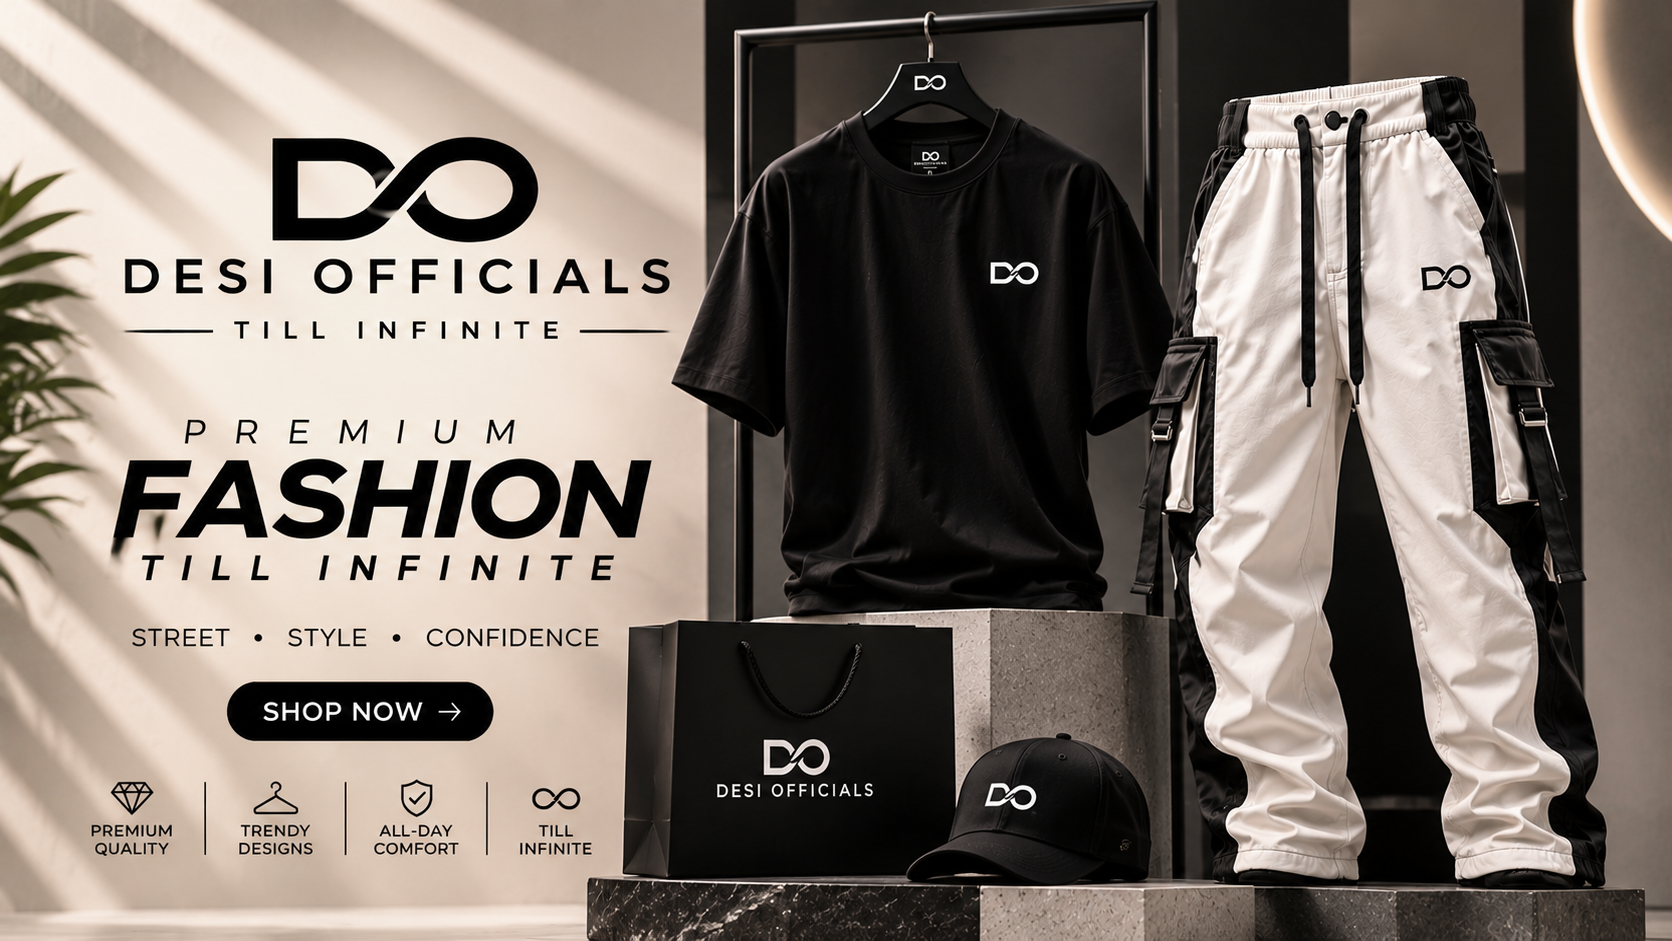 DO
DESI OFFICIALS
TILL INFINITE
PREMIUM
FASHION
TILL INFINITE
STREET • STYLE • CONFIDENCE
SHOP NOW →
PREMIUM
QUALITY
TRENDY
DESIGNS
ALL-DAY
COMFORT
TILL
INFINITE
DO
DO
DO
DO
DO
DESI OFFICIALS
DO